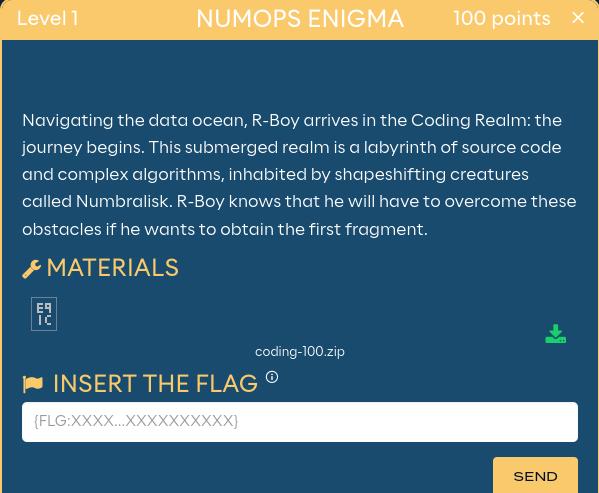 Level 1 NUMOPS ENIGMA 100 points ×
Navigating the data ocean, R-Boy arrives in the Coding Realm: the
journey begins. This submerged realm is a labyrinth of source code
and complex algorithms, inhabited by shapeshifting creatures
called Numbralisk. R-Boy knows that he will have to overcome these
obstacles if he wants to obtain the first fragment.
MATERIALS
coding-100.zip
INSERT THE FLAG
{FLG:XXXX...XXXXXXXXXX}
SEND